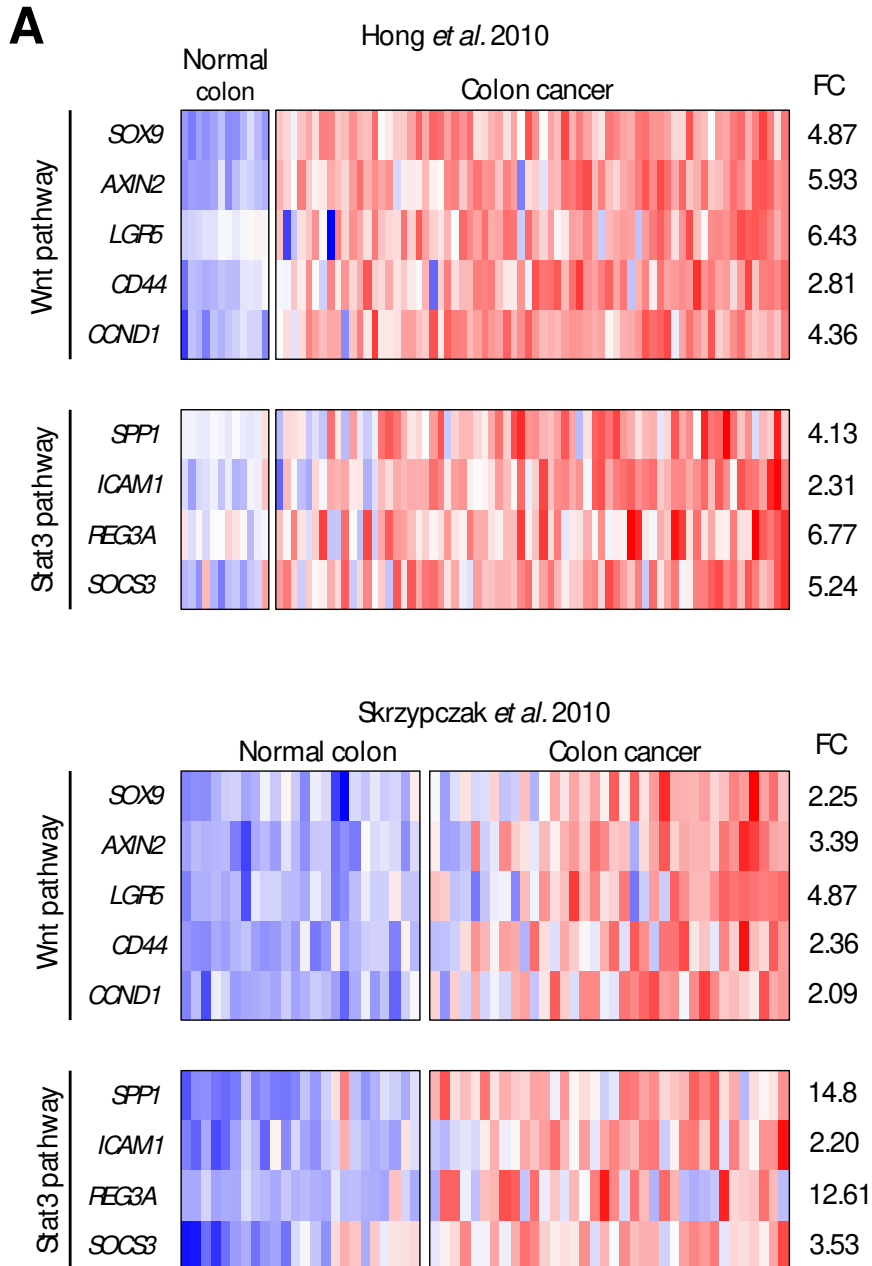 A
Hong et al. 2010
Normal colon
Colon cancer
FC
Wnt pathway
SOX9 4.87
AXIN2 5.93
LGR5 6.43
CD44 2.81
CCND1 4.36
Stat3 pathway
SPP1 4.13
ICAM1 2.31
REG3A 6.77
SOCS3 5.24
Skrzypczak et al. 2010
Normal colon
Colon cancer
FC
Wnt pathway
SOX9 2.25
AXIN2 3.39
LGR5 4.87
CD44 2.36
CCND1 2.09
Stat3 pathway
SPP1 14.8
ICAM1 2.20
REG3A 12.61
SOCS3 3.53